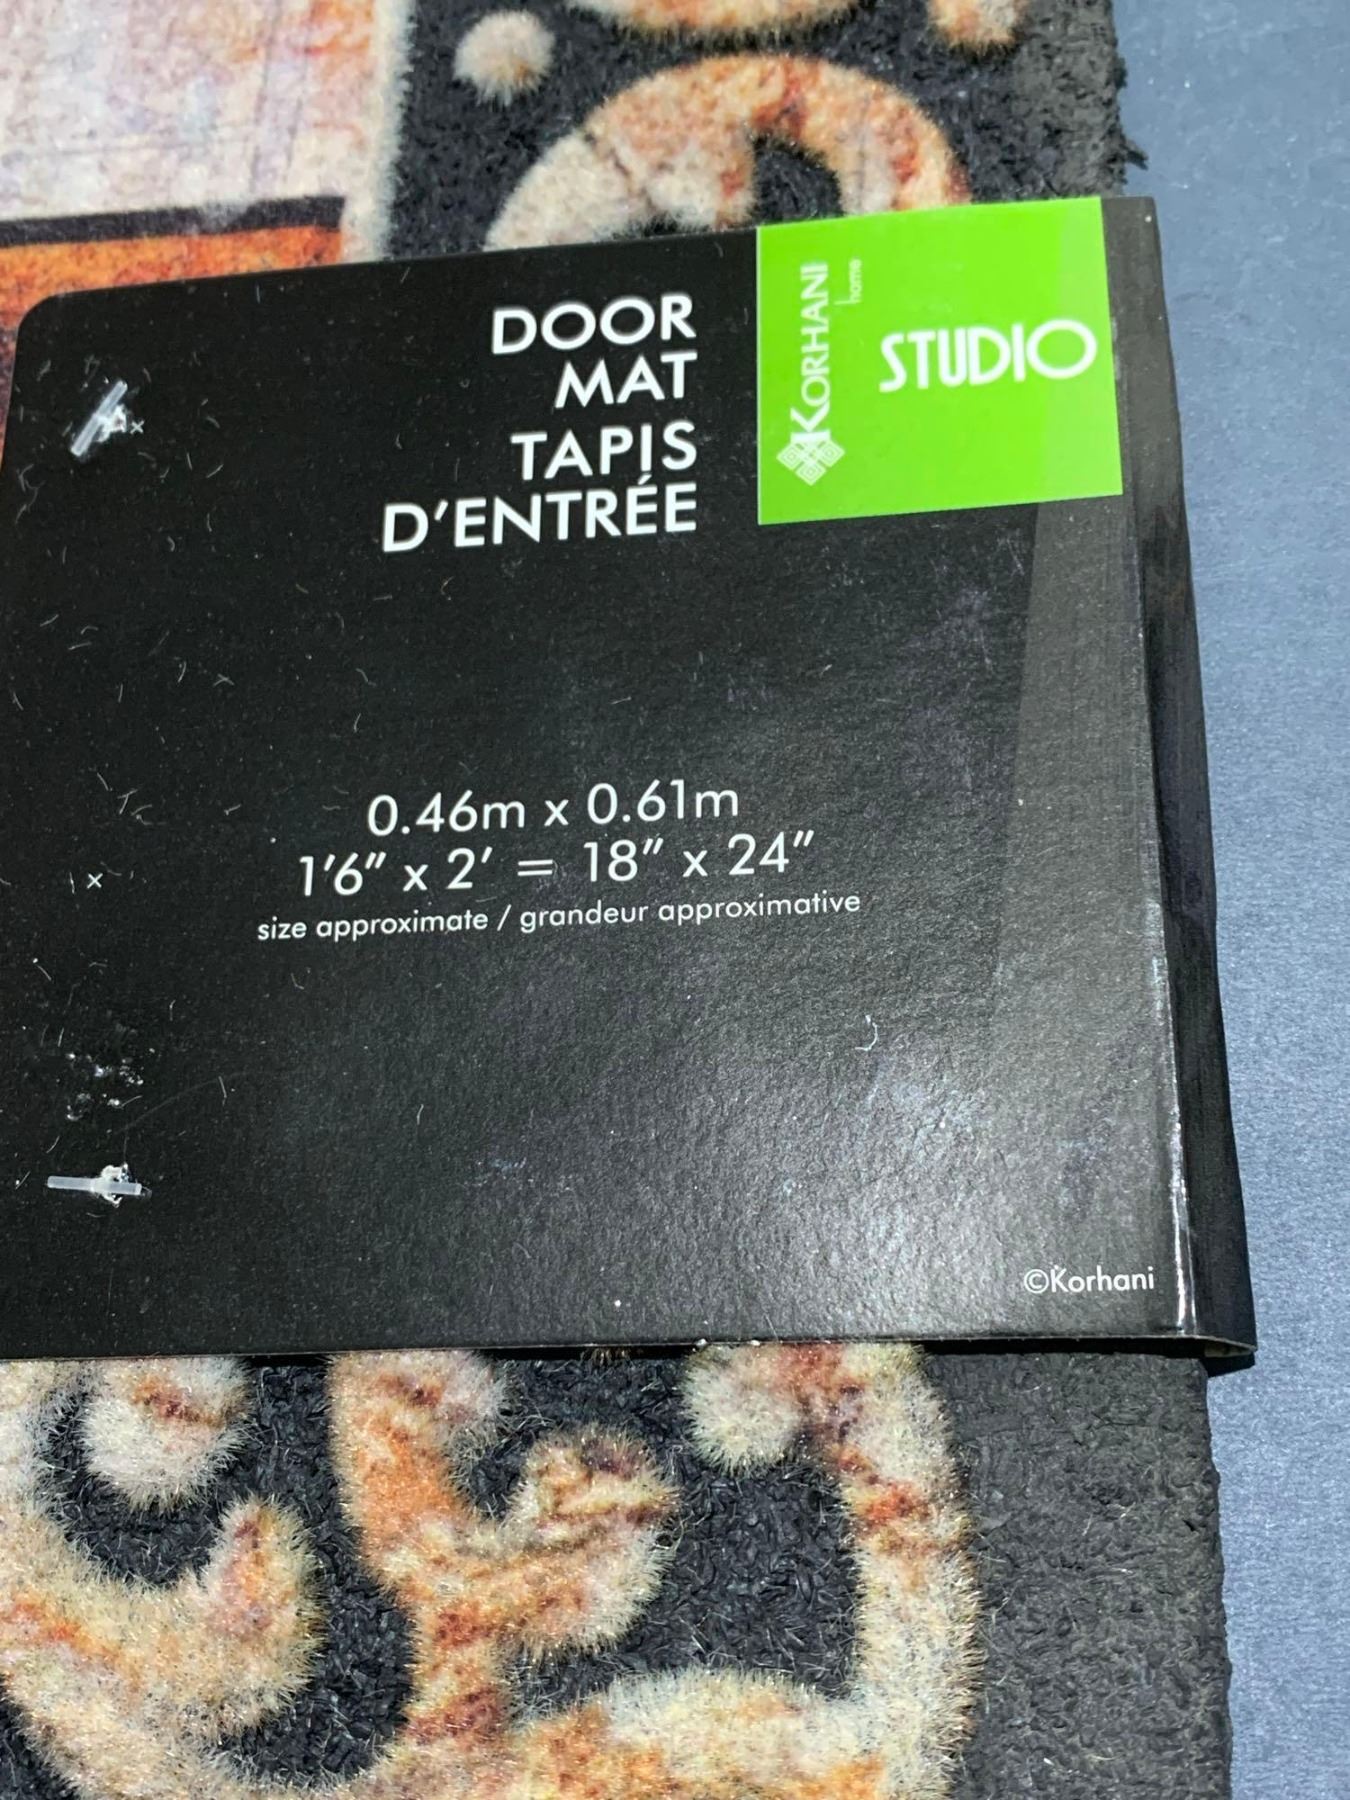 DOOR
MAT
TAPIS
D'ENTRÉE
KORHANI
home
STUDIO
0.46m x 0.61m
1'6" x 2' = 18" x 24"
size approximate / grandeur approximative
x
x
©Korhani